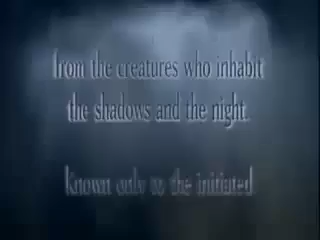 from the creatures who inhabit
the shadows and the night.
Known only to the initiated